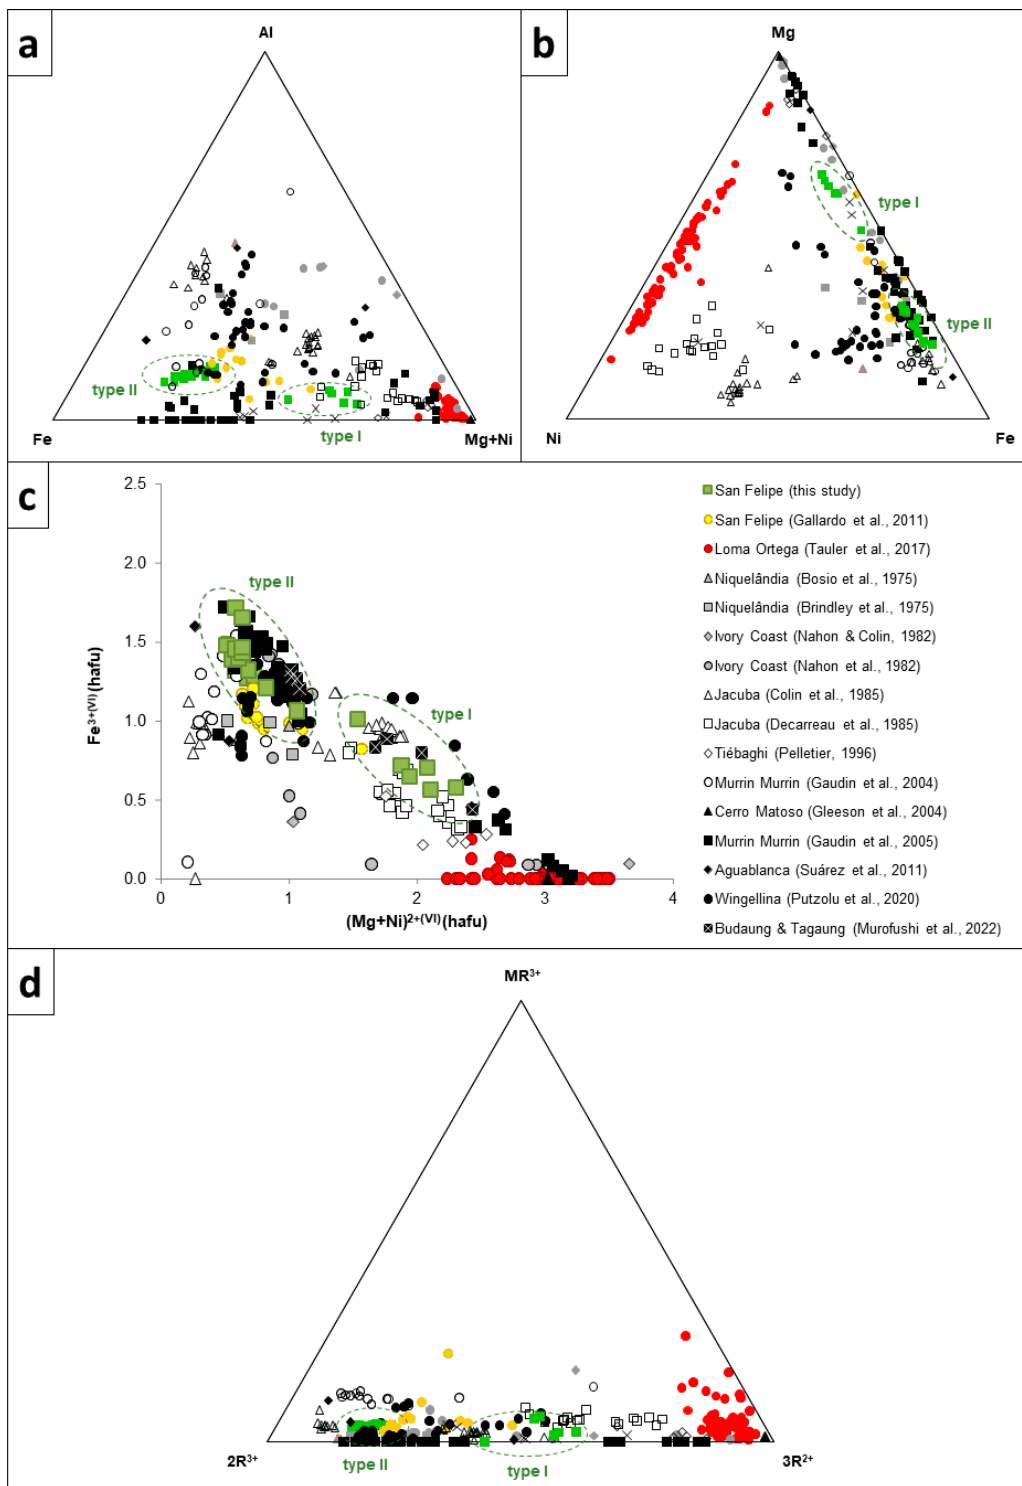 a
Al
Fe
Mg+Ni
type II
type I
b
Mg
Ni
Fe
type I
type II
c
2.5
2.0
1.5
1.0
0.5
0.0
0
1
2
3
4
Fe³⁺⁽ⱽᴵ⁾(hafu)
(Mg+Ni)²⁺⁽ⱽᴵ⁾(hafu)
type II
type I
San Felipe (this study)
San Felipe (Gallardo et al., 2011)
Loma Ortega (Tauler et al., 2017)
Niquelândia (Bosio et al., 1975)
Niquelândia (Brindley et al., 1975)
Ivory Coast (Nahon & Colin, 1982)
Ivory Coast (Nahon et al., 1982)
Jacuba (Colin et al., 1985)
Jacuba (Decarreau et al., 1985)
Tiébaghi (Pelletier, 1996)
Murrin Murrin (Gaudin et al., 2004)
Cerro Matoso (Gleeson et al., 2004)
Murrin Murrin (Gaudin et al., 2005)
Aguablanca (Suárez et al., 2011)
Wingellina (Putzolu et al., 2020)
Budaung & Tagaung (Murofushi et al., 2022)
d
MR³⁺
2R³⁺
3R²⁺
type II
type I